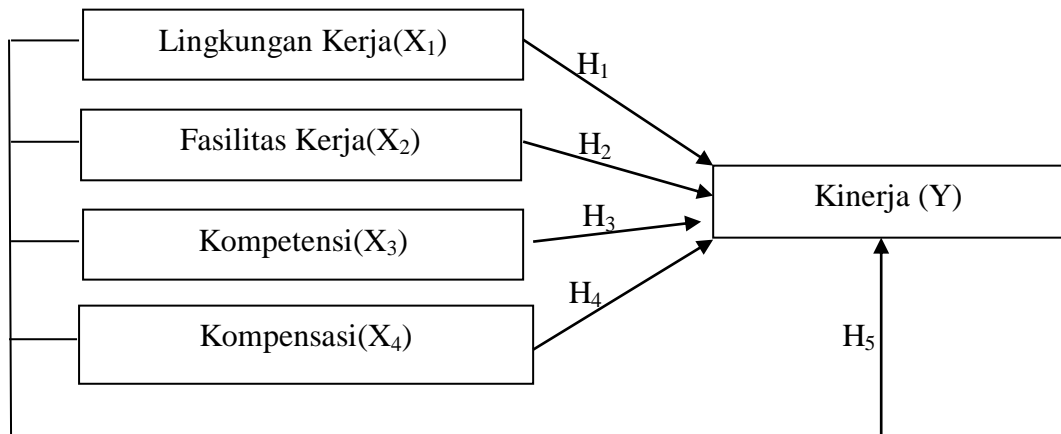 Lingkungan Kerja(X₁)
H₁
Fasilitas Kerja(X₂)
H₂
Kinerja (Y)
Kompetensi(X₃)
H₃
Kompensasi(X₄)
H₄
H₅